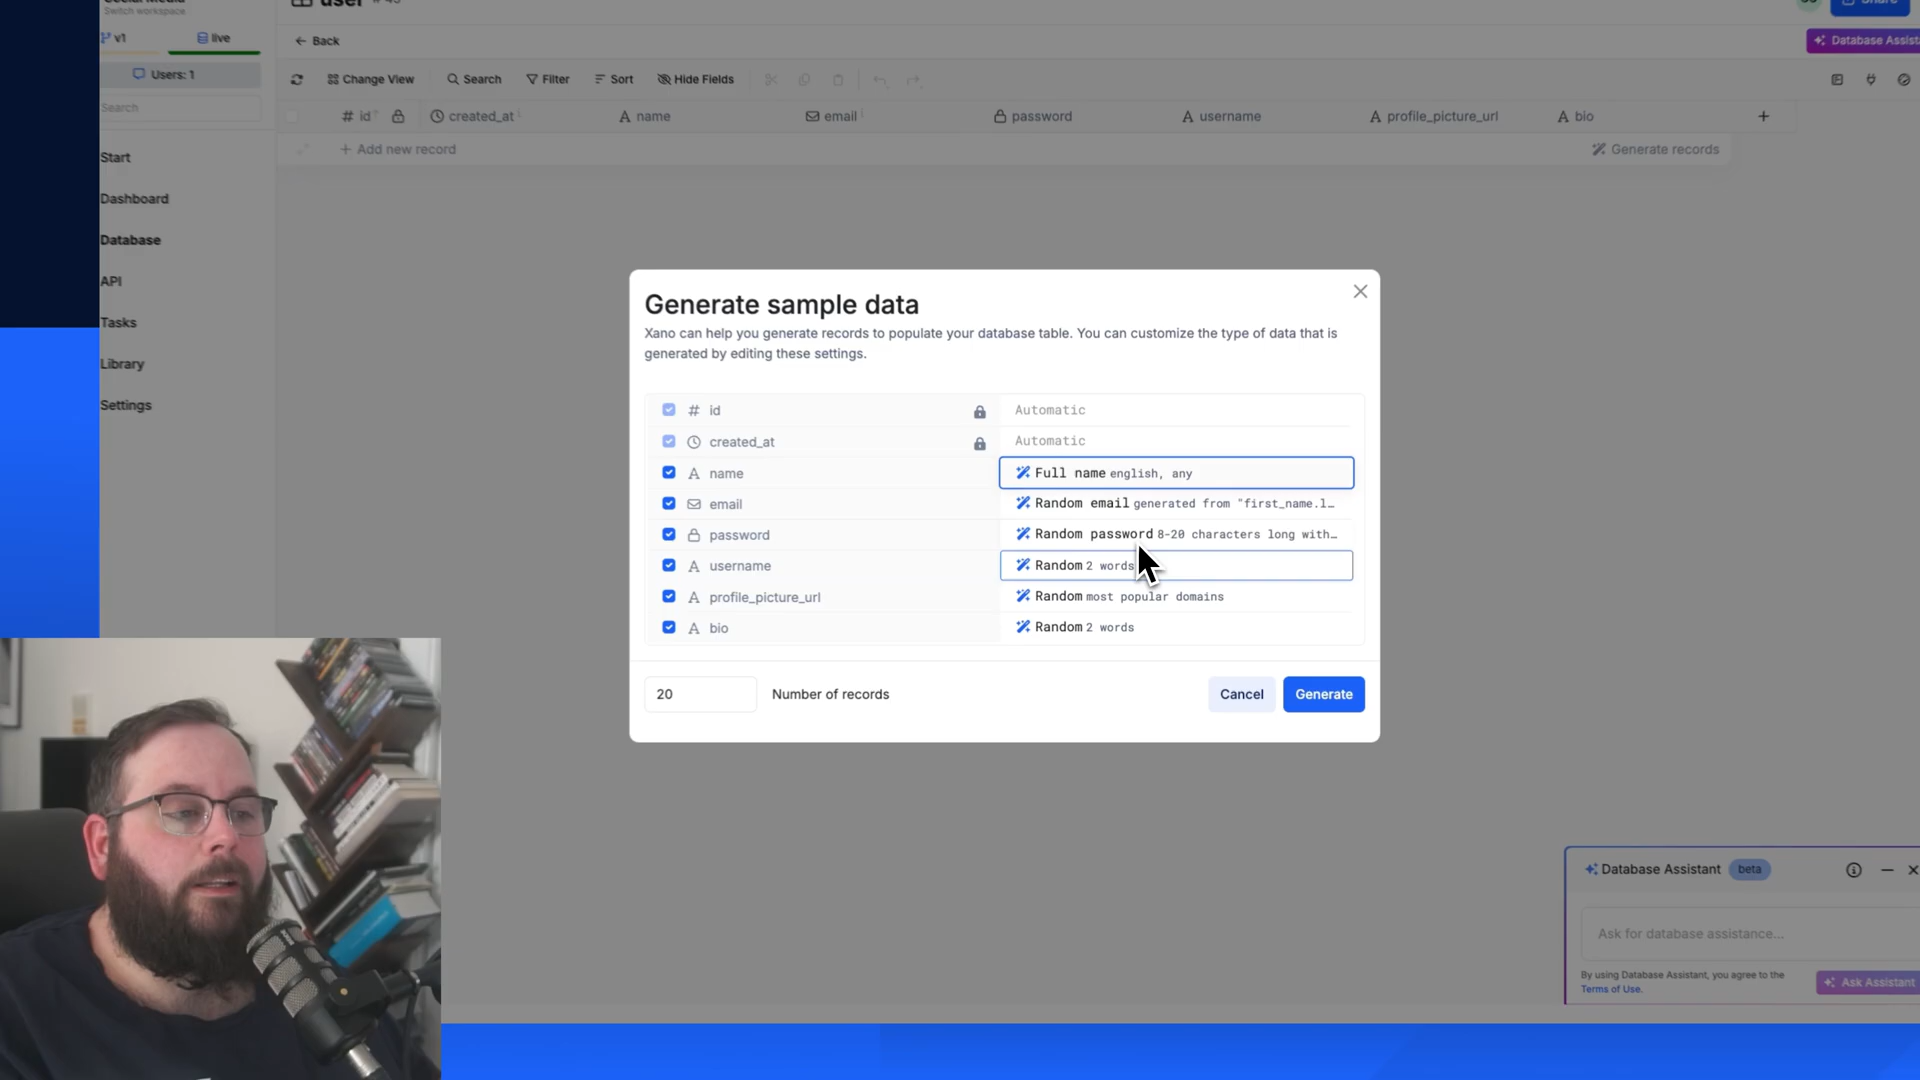 Switch workspace
user
v1
live
Share
Back
Database Assist
Users: 1
Change View
Search
Filter
Sort
Hide Fields
Search
# id
created_at
name
email
password
username
profile_picture_url
bio
+
+ Add new record
Generate records
Start
Dashboard
Database
API
Tasks
Library
Settings
Generate sample data
Xano can help you generate records to populate your database table. You can customize the type of data that is
generated by editing these settings.
# id
Automatic
created_at
Automatic
name
Full name english, any
email
Random email generated from "first_name.l…
password
Random password 8-20 characters long with…
username
Random 2 words
profile_picture_url
Random most popular domains
bio
Random 2 words
20
Number of records
Cancel
Generate
Database Assistant
beta
Ask for database assistance...
By using Database Assistant, you agree to the
Terms of Use.
Ask Assistant